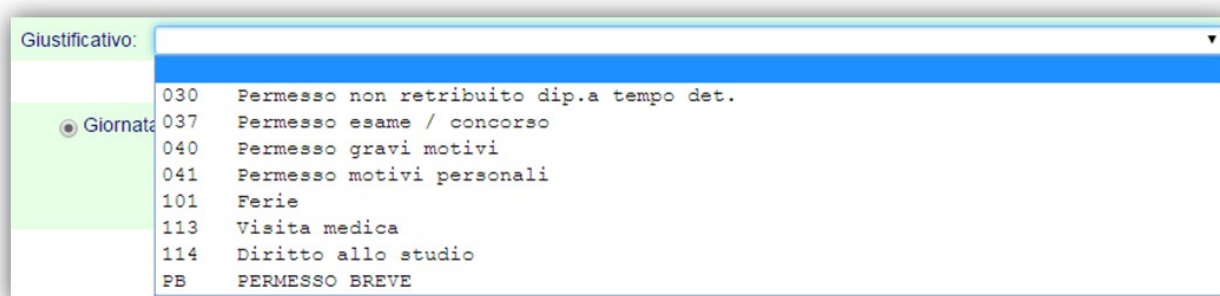 Giustificativo:
030 Permesso non retribuito dip.a tempo det.
Giornata
037 Permesso esame / concorso
040 Permesso gravi motivi
041 Permesso motivi personali
101 Ferie
113 Visita medica
114 Diritto allo studio
PB PERMESSO BREVE